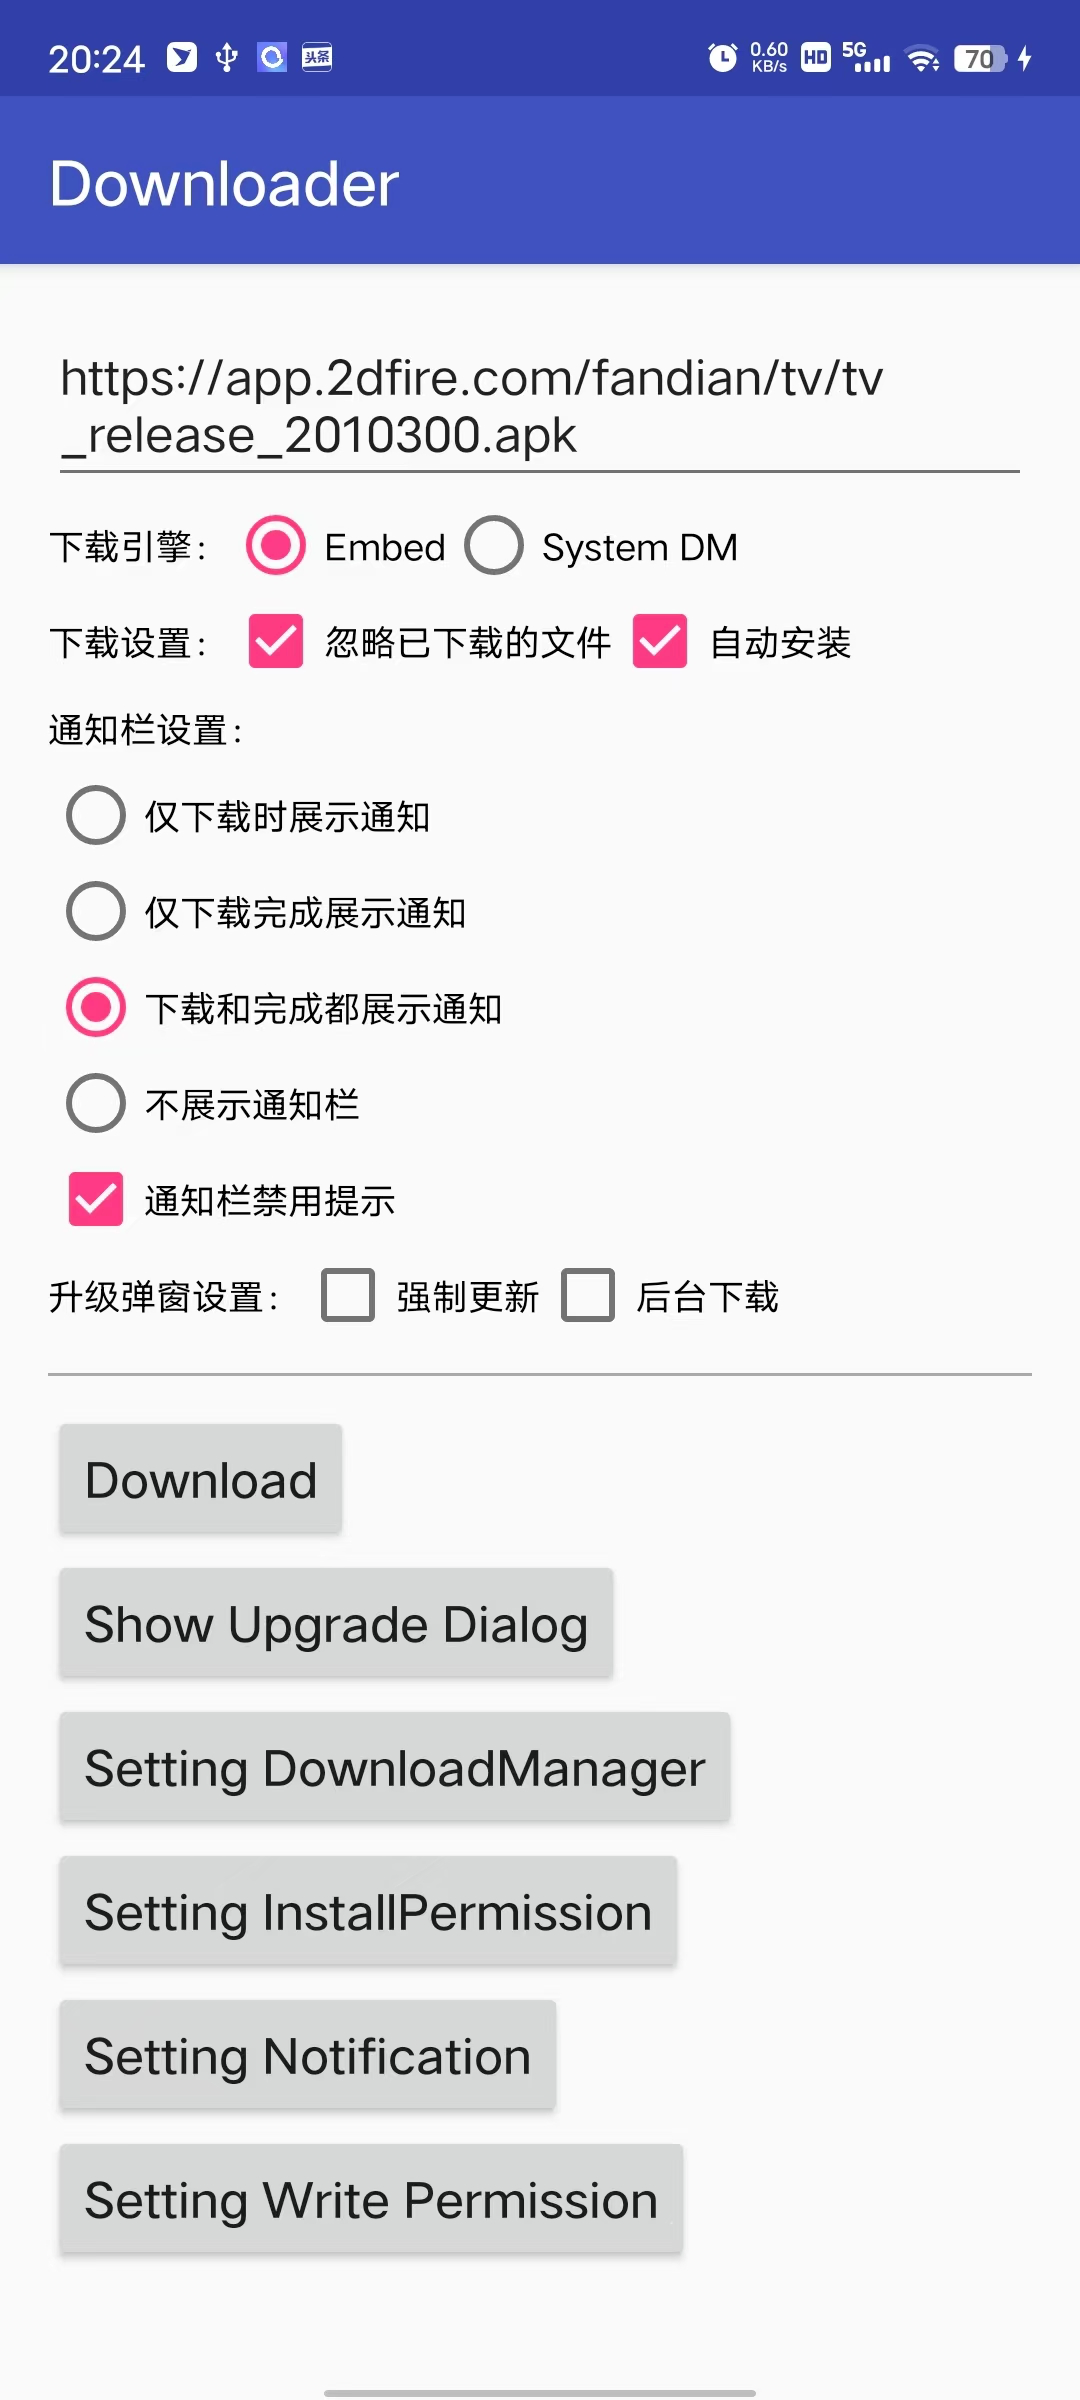 20:24 头条 0.60 KB/s HD 5G 70
Downloader
https://app.2dfire.com/fandian/tv/tv
_release_2010300.apk
下载引擎： Embed System DM
下载设置： 忽略已下载的文件 自动安装
通知栏设置：
仅下载时展示通知
仅下载完成展示通知
下载和完成都展示通知
不展示通知栏
通知栏禁用提示
升级弹窗设置： 强制更新 后台下载
Download
Show Upgrade Dialog
Setting DownloadManager
Setting InstallPermission
Setting Notification
Setting Write Permission